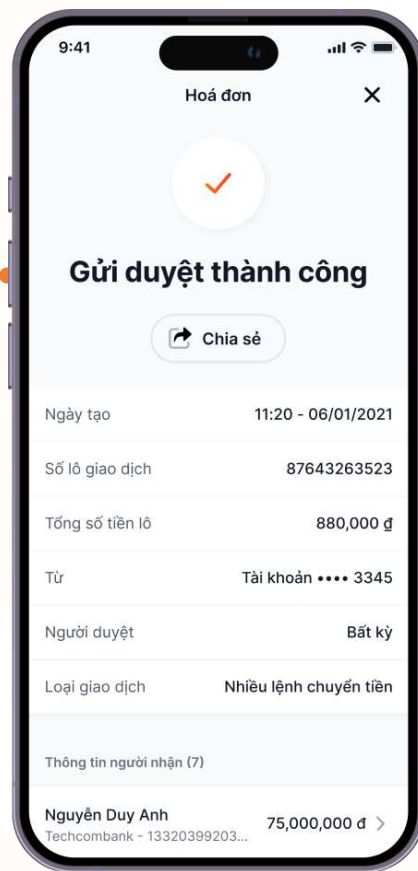 9:41
Hoá đơn
Gửi duyệt thành công
Chia sẻ
Ngày tạo 11:20 - 06/01/2021
Số lô giao dịch 87643263523
Tổng số tiền lô 880,000 ₫
Từ Tài khoản •••• 3345
Người duyệt Bất kỳ
Loại giao dịch Nhiều lệnh chuyển tiền
Thông tin người nhận (7)
Nguyễn Duy Anh 75,000,000 đ
Techcombank - 13320399203...